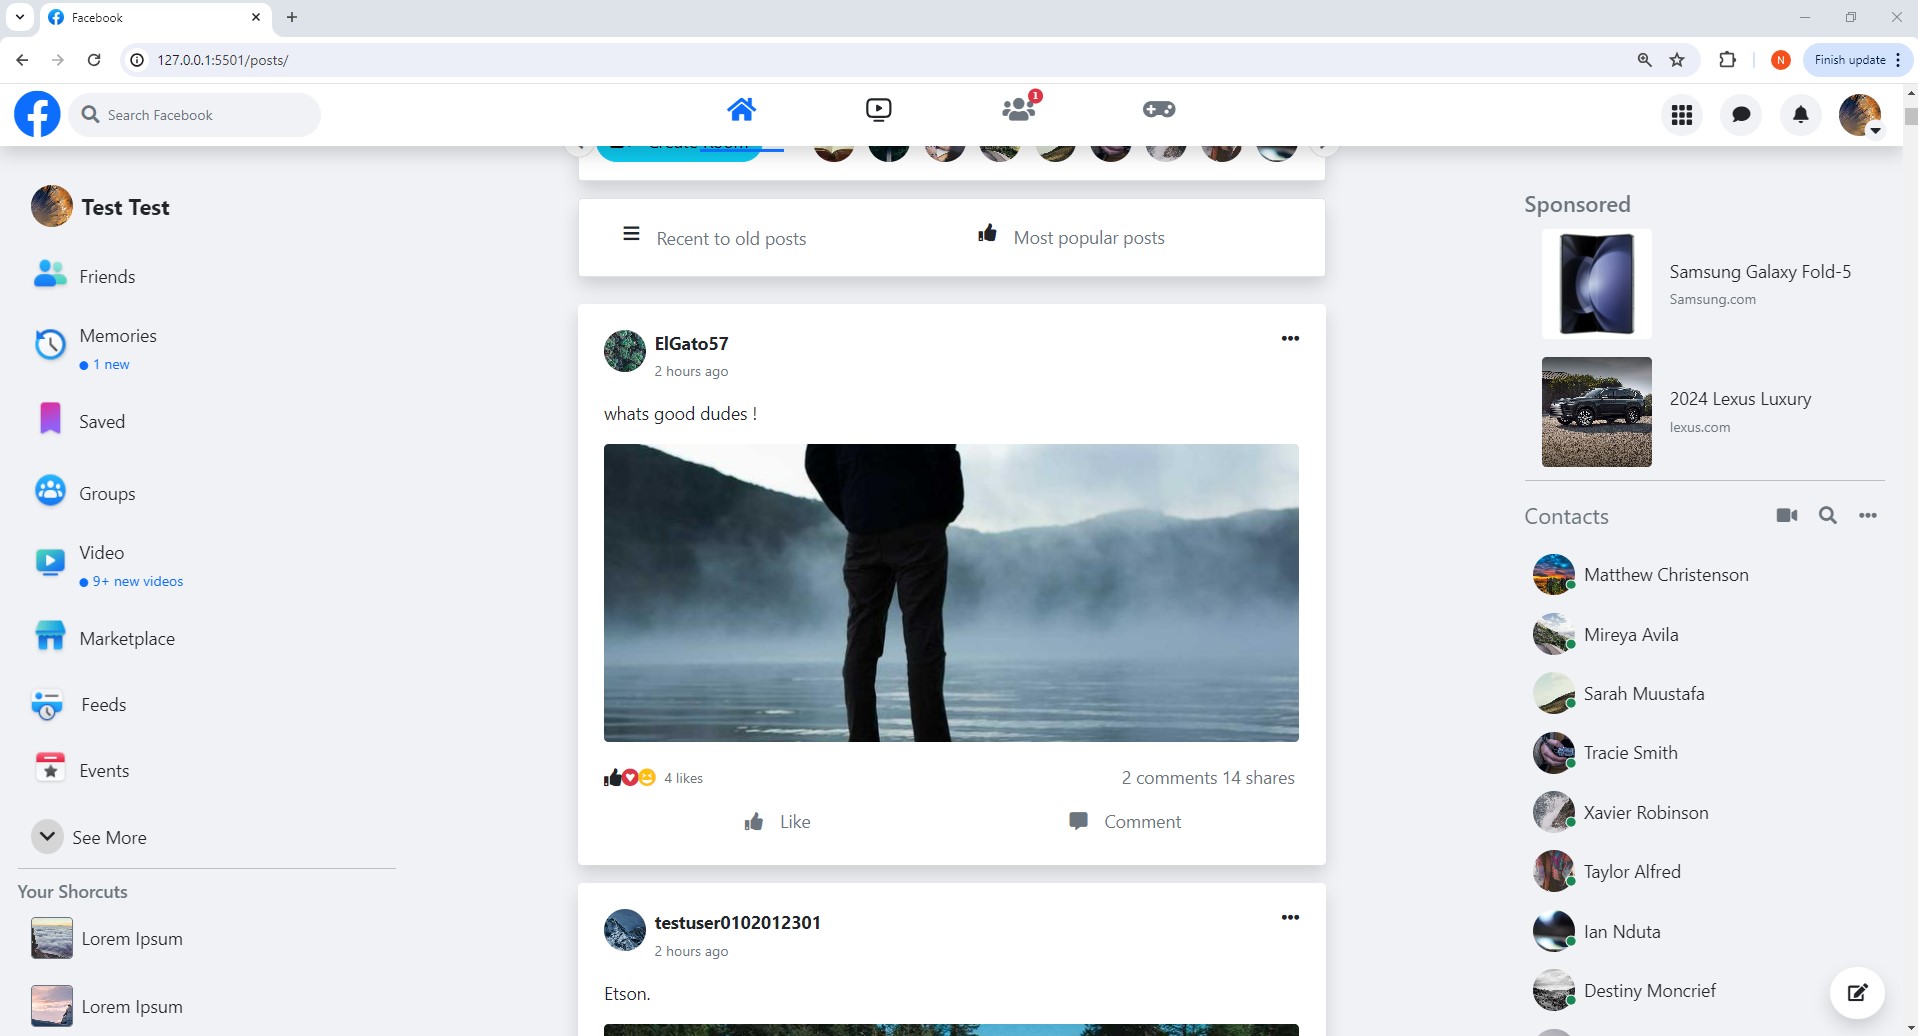 Facebook
127.0.0.1:5501/posts/
Finish update
N
Search Facebook
1
Create Room
Test Test
Friends
Memories
1 new
Saved
Groups
Video
9+ new videos
Marketplace
Feeds
Events
See More
Your Shorcuts
Lorem Ipsum
Lorem Ipsum
Recent to old posts
Most popular posts
ElGato57
2 hours ago
whats good dudes !
4 likes
2 comments 14 shares
Like
Comment
testuser0102012301
2 hours ago
Etson.
Sponsored
Samsung Galaxy Fold-5
Samsung.com
2024 Lexus Luxury
lexus.com
Contacts
Matthew Christenson
Mireya Avila
Sarah Muustafa
Tracie Smith
Xavier Robinson
Taylor Alfred
Ian Nduta
Destiny Moncrief